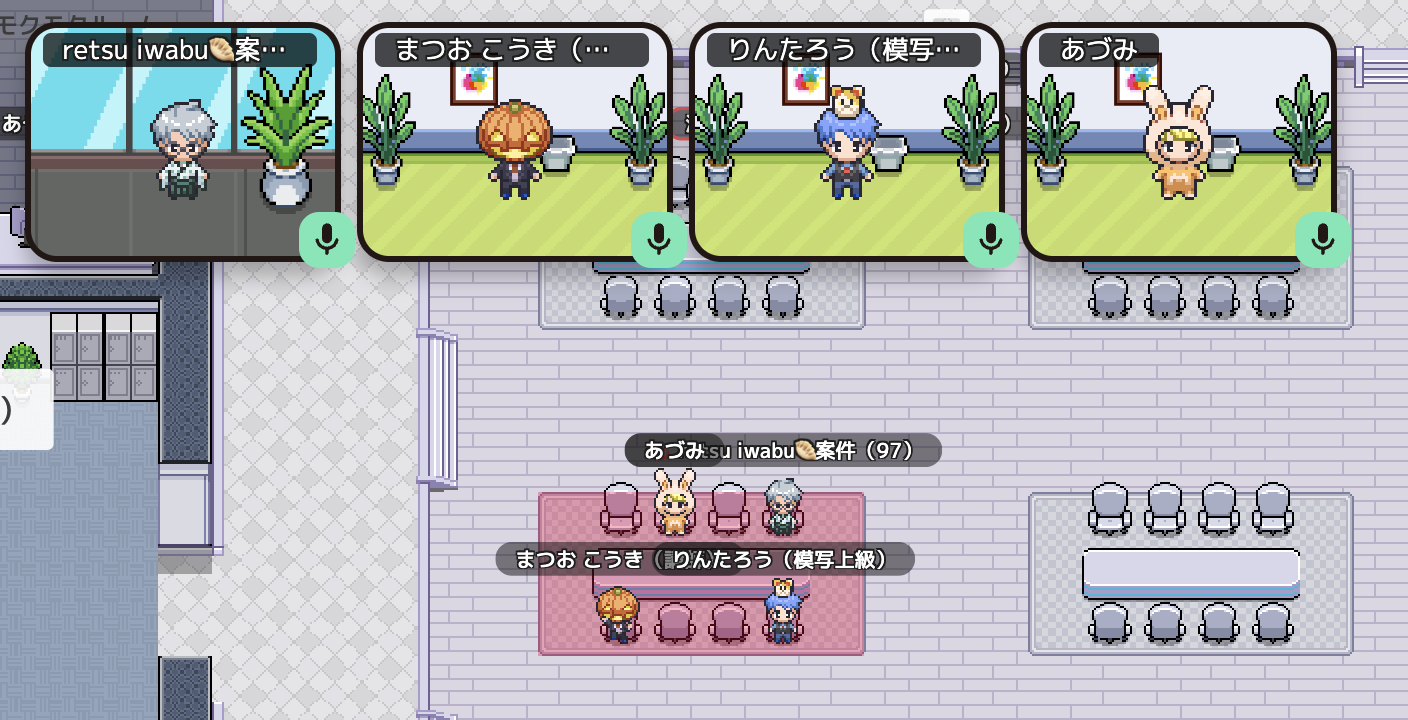 モクモクルーム
retsu iwabu🥟案…
まつお こうき（…
りんたろう（模写…
あづみ
あ
）
あづみ
su iwabu🥟案件（97）
まつお こうき（
りんたろう（模写上級）